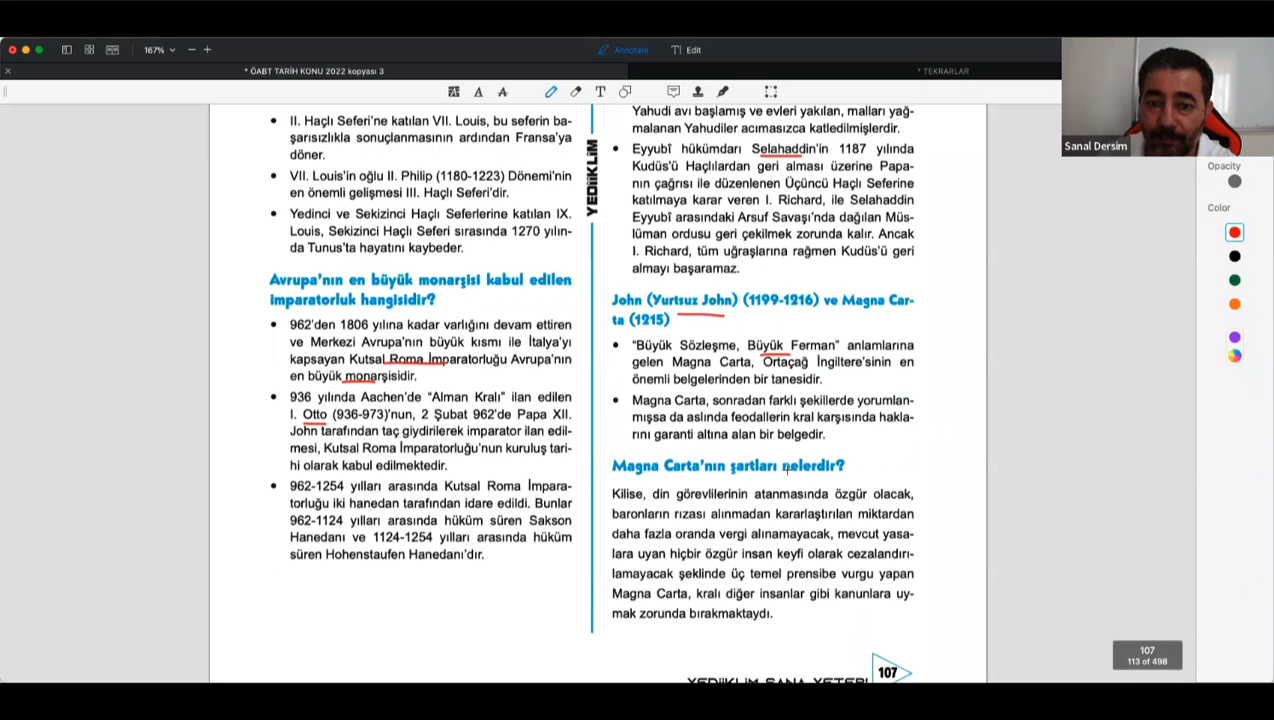 167%
Annotate
Edit
* ÖABT TARİH KONU 2022 kopyası 3
* TEKRARLAR
Sanal Dersim
Opacity
Color
II. Haçlı Seferi'ne katılan VII. Louis, bu seferin ba-
şarısızlıkla sonuçlanmasının ardından Fransa'ya
döner.
VII. Louis'in oğlu II. Philip (1180-1223) Dönemi'nin
en önemli gelişmesi III. Haçlı Seferi'dir.
Yedinci ve Sekizinci Haçlı Seferlerine katılan IX.
Louis, Sekizinci Haçlı Seferi sırasında 1270 yılın-
da Tunus'ta hayatını kaybeder.
Avrupa'nın en büyük monarşisi kabul edilen
imparatorluk hangisidir?
962'den 1806 yılına kadar varlığını devam ettiren
ve Merkezi Avrupa'nın büyük kısmı ile İtalya'yı
kapsayan Kutsal Roma İmparatorluğu Avrupa'nın
en büyük monarşisidir.
936 yılında Aachen'de "Alman Kralı" ilan edilen
I. Otto (936-973)'nun, 2 Şubat 962'de Papa XII.
John tarafından taç giydirilerek imparator ilan edil-
mesi, Kutsal Roma İmparatorluğu'nun kuruluş tari-
hi olarak kabul edilmektedir.
962-1254 yılları arasında Kutsal Roma İmpara-
torluğu iki hanedan tarafından idare edildi. Bunlar
962-1124 yılları arasında hüküm süren Sakson
Hanedanı ve 1124-1254 yılları arasında hüküm
süren Hohenstaufen Hanedanı'dır.
YEDİİKLİM
Yahudi avı başlamış ve evleri yakılan, malları yağ-
malanan Yahudiler acımasızca katledilmişlerdir.
Eyyubî hükümdarı Selahaddin'in 1187 yılında
Kudüs'ü Haçlılardan geri alması üzerine Papa-
nın çağrısı ile düzenlenen Üçüncü Haçlı Seferine
katılmaya karar veren I. Richard, ile Selahaddin
Eyyubî arasındaki Arsuf Savaşı'nda dağılan Müs-
lüman ordusu geri çekilmek zorunda kalır. Ancak
I. Richard, tüm uğraşlarına rağmen Kudüs'ü geri
almayı başaramaz.
John (Yurtsuz John) (1199-1216) ve Magna Car-
ta (1215)
"Büyük Sözleşme, Büyük Ferman" anlamlarına
gelen Magna Carta, Ortaçağ İngiltere'sinin en
önemli belgelerinden bir tanesidir.
Magna Carta, sonradan farklı şekillerde yorumlan-
mışsa da aslında feodallerin kral karşısında hakla-
rını garanti altına alan bir belgedir.
Magna Carta'nın şartları nelerdir?
Kilise, din görevlilerinin atanmasında özgür olacak,
baronların rızası alınmadan kararlaştırılan miktardan
daha fazla oranda vergi alınamayacak, mevcut yasa-
lara uyan hiçbir özgür insan keyfi olarak cezalandırı-
lamayacak şeklinde üç temel prensibe vurgu yapan
Magna Carta, kralı diğer insanlar gibi kanunlara uy-
mak zorunda bırakmaktaydı.
107
YEDİİKLİM SANA YETER!
107
113 of 498